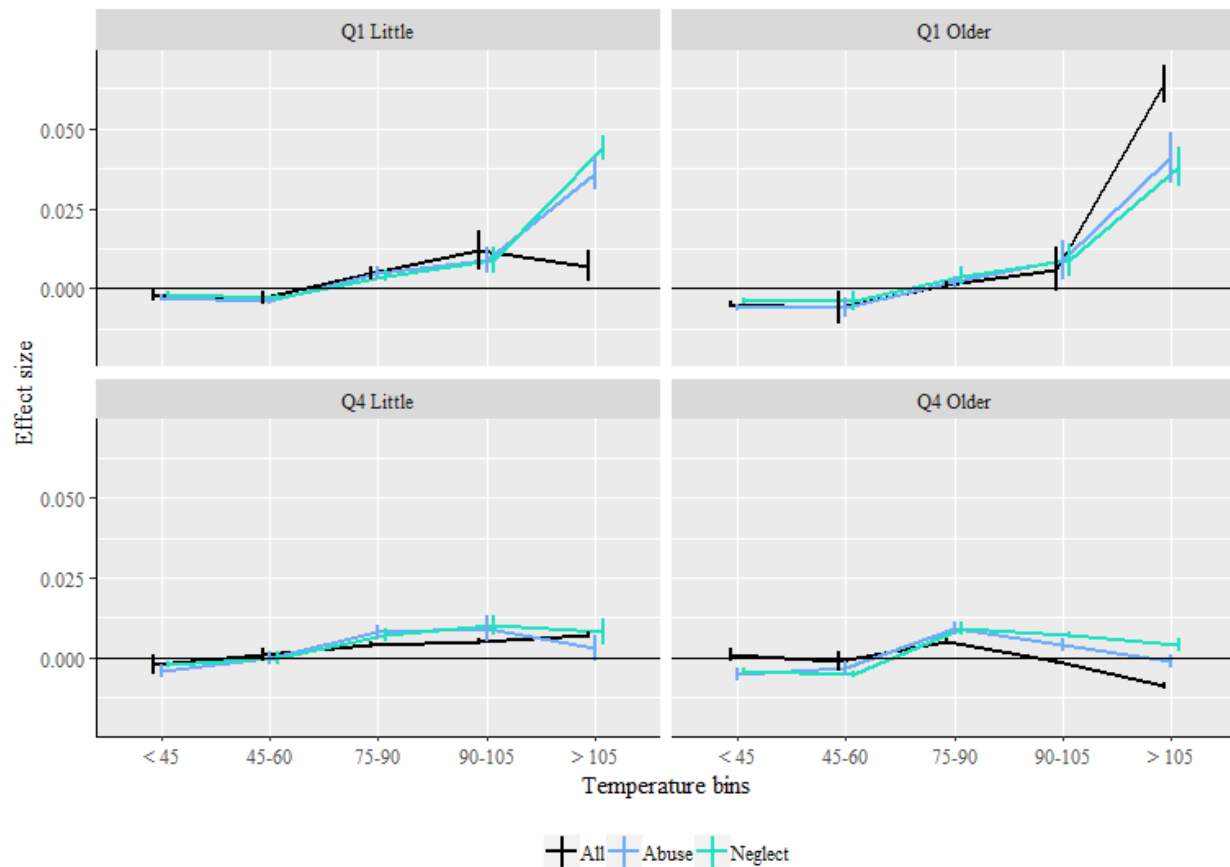 Q1 Little
Q1 Older
0.050
0.025
0.000
Q4 Little
Q4 Older
Effect size
0.050
0.025
0.000
< 45
45-60
75-90
90-105
> 105
< 45
45-60
75-90
90-105
> 105
Temperature bins
All
Abuse
Neglect